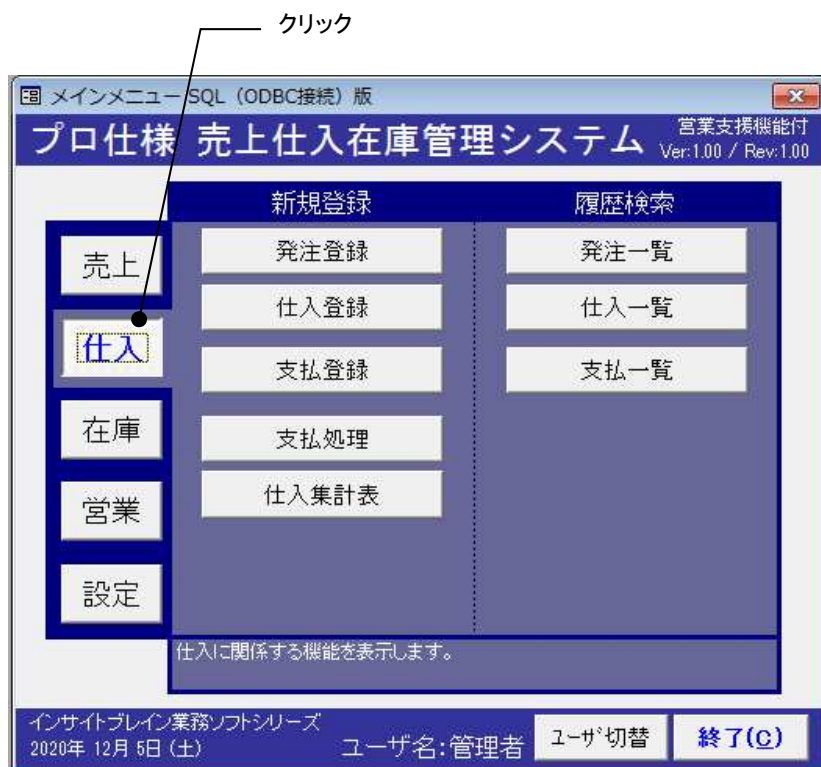 クリック
メインメニュー SQL（ODBC接続）版
プロ仕様 売上仕入在庫管理システム
営業支援機能付
Ver:1.00 / Rev:1.00
新規登録
履歴検索
売上
仕入
在庫
営業
設定
発注登録
発注一覧
仕入登録
仕入一覧
支払登録
支払一覧
支払処理
仕入集計表
仕入に関係する機能を表示します。
インサイトブレイン業務ソフトシリーズ
2020年 12月 5日（土）
ユーザ名:管理者
ユーザ切替
終了(C)